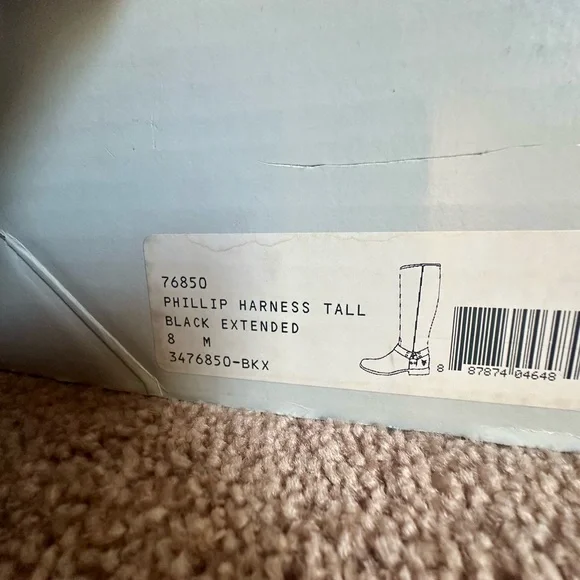 76850
PHILLIP HARNESS TALL
BLACK EXTENDED
8 M
3476850-BKX
8 87874 04648